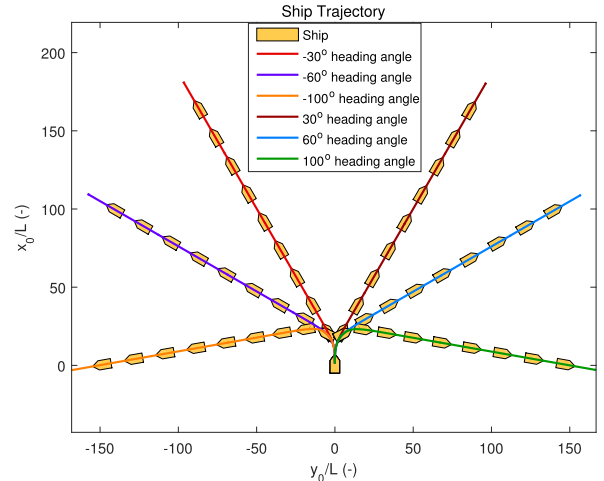 Ship Trajectory
Ship
-30° heading angle
-60° heading angle
-100° heading angle
30° heading angle
60° heading angle
100° heading angle
200
150
100
50
0
x₀/L (-)
-150 -100 -50 0 50 100 150
y₀/L (-)